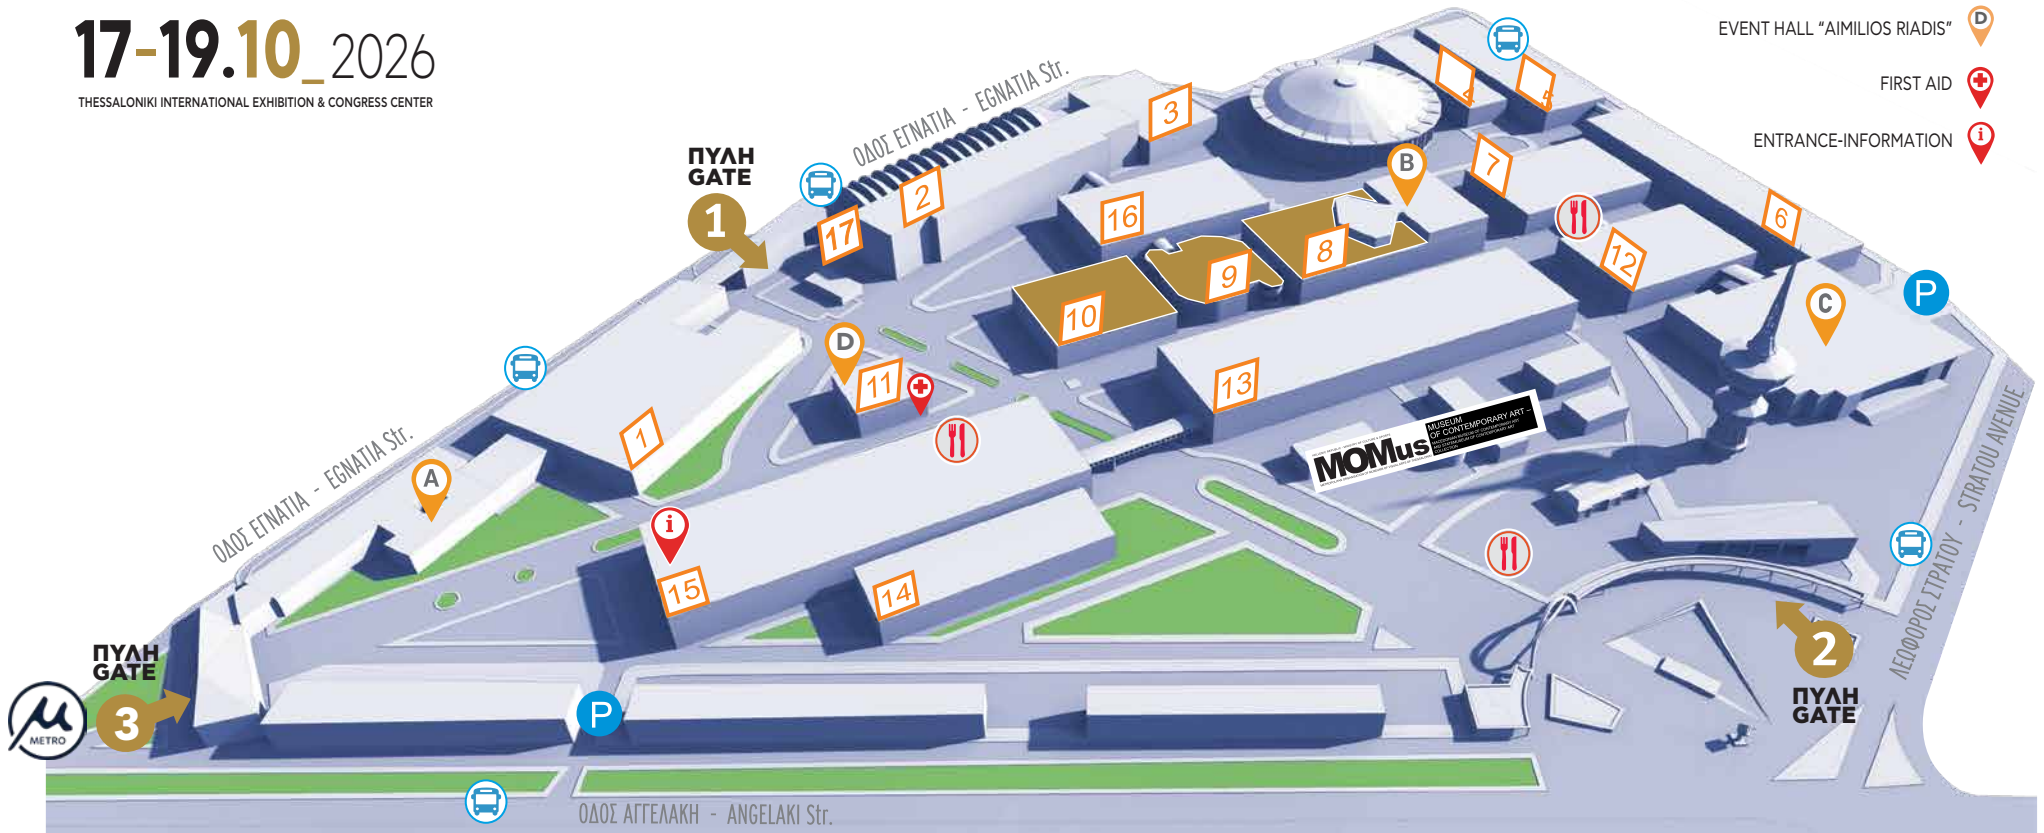 17-19.10_2026
THESSALONIKI INTERNATIONAL EXHIBITION & CONGRESS CENTER
EVENT HALL “AIMILIOS RIADIS” D
FIRST AID
ENTRANCE-INFORMATION i
ΟΔΟΣ ΕΓΝΑΤΙΑ - EGNATIA Str.
ΠΥΛΗ
GATE
1
17
2
3
4
5
16
B
7
6
10
9
8
12
P
C
D
11
13
1
A
ΟΔΟΣ ΕΓΝΑΤΙΑ - EGNATIA Str.
MOMus
MUSEUM
OF CONTEMPORARY ART –
i
15
14
ΛΕΩΦΟΡΟΣ ΣΤΡΑΤΟΥ - STRATOU AVENUE
2
ΠΥΛΗ
GATE
ΠΥΛΗ
GATE
3
METRO
P
ΟΔΟΣ ΑΓΓΕΛΑΚΗ - ANGELAKI Str.